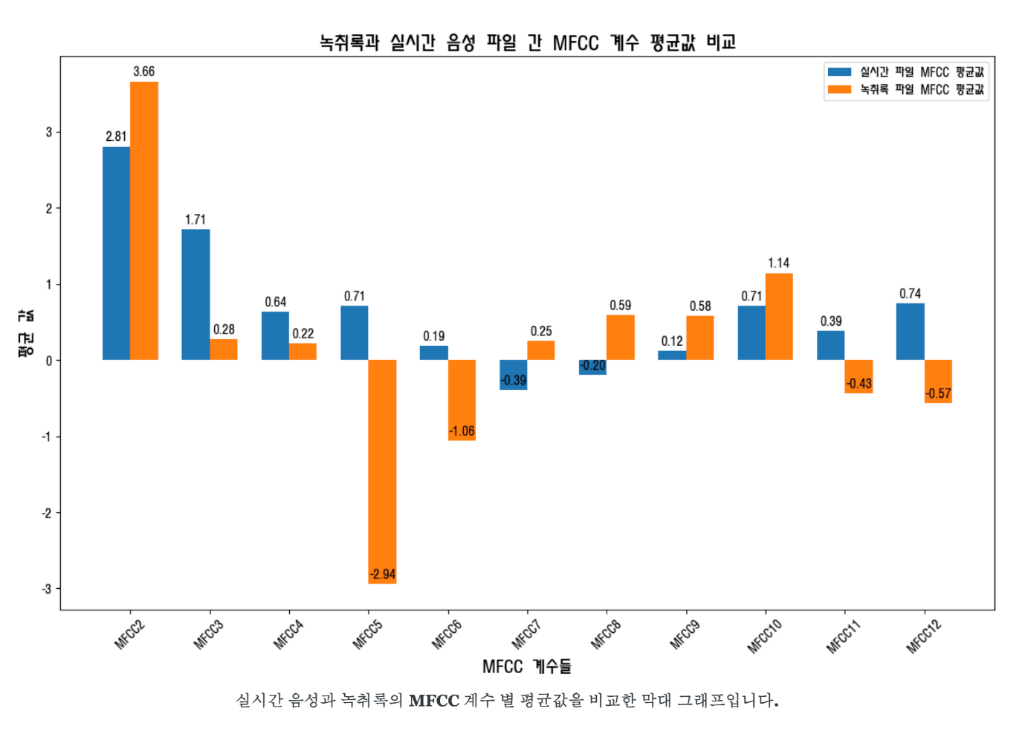 녹취록과 실시간 음성 파일 간 MFCC 계수 평균값 비교
실시간 파일 MFCC 평균값
녹취록 파일 MFCC 평균값
평균 값
3
2
1
0
-1
-2
-3
2.81
3.66
1.71
0.28
0.64
0.22
0.71
-2.94
0.19
-1.06
-0.39
0.25
-0.20
0.59
0.12
0.58
0.71
1.14
0.39
-0.43
0.74
-0.57
MFCC2
MFCC3
MFCC4
MFCC5
MFCC6
MFCC7
MFCC8
MFCC9
MFCC10
MFCC11
MFCC12
MFCC 계수들
실시간 음성과 녹취록의 MFCC 계수 별 평균값을 비교한 막대 그래프입니다.